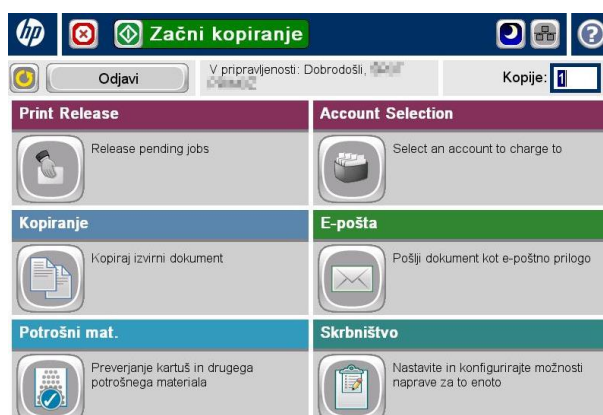 hp
Začni kopiranje
?
Odjavi
V pripravljenosti: Dobrodošli,
Kopije: 1
Print Release
Account Selection
Release pending jobs
Select an account to charge to
Kopiranje
E-pošta
Kopiraj izvirni dokument
Pošlji dokument kot e-poštno prilogo
Potrošni mat.
Skrbništvo
Preverjanje kartuš in drugega
potrošnega materiala
Nastavite in konfigurirajte možnosti
naprave za to enoto